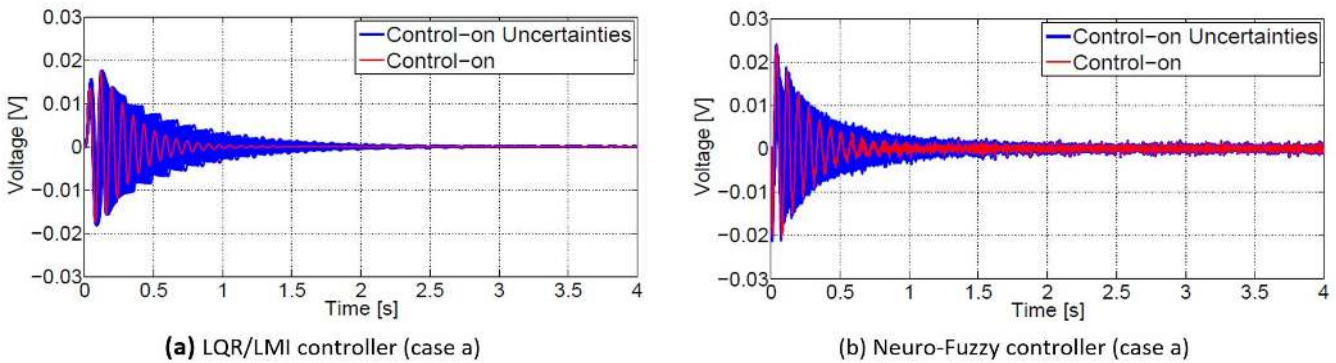 0.03
0.02
0.01
0
−0.01
−0.02
−0.03
Voltage [V]
Control−on Uncertainties
Control−on
0 0.5 1 1.5 2 2.5 3 3.5 4
Time [s]
(a) LQR/LMI controller (case a)
0.03
0.02
0.01
0
−0.01
−0.02
−0.03
Voltage [V]
Control−on Uncertainties
Control−on
0 0.5 1 1.5 2 2.5 3 3.5 4
Time [s]
(b) Neuro-Fuzzy controller (case a)